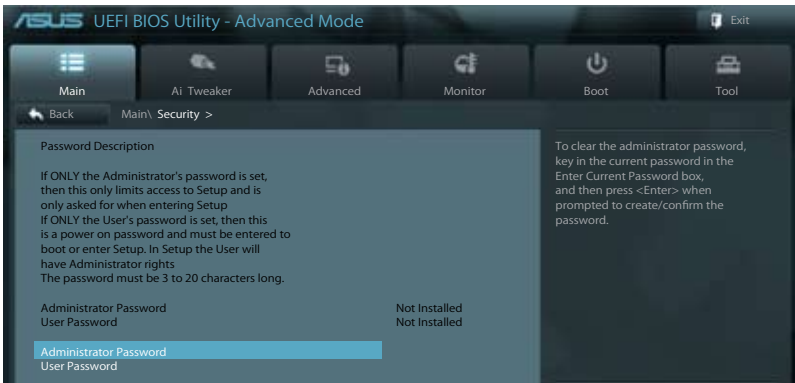 ASUS UEFI BIOS Utility - Advanced Mode
Exit
Main
Ai Tweaker
Advanced
Monitor
Boot
Tool
Back
Main\ Security >
Password Description
If ONLY the Administrator's password is set,
then this only limits access to Setup and is
only asked for when entering Setup
If ONLY the User's password is set, then this
is a power on password and must be entered to
boot or enter Setup. In Setup the User will
have Administrator rights
The password must be 3 to 20 characters long.
Administrator Password Not Installed
User Password Not Installed
Administrator Password
User Password
To clear the administrator password,
key in the current password in the
Enter Current Password box,
and then press <Enter> when
prompted to create/confirm the
password.